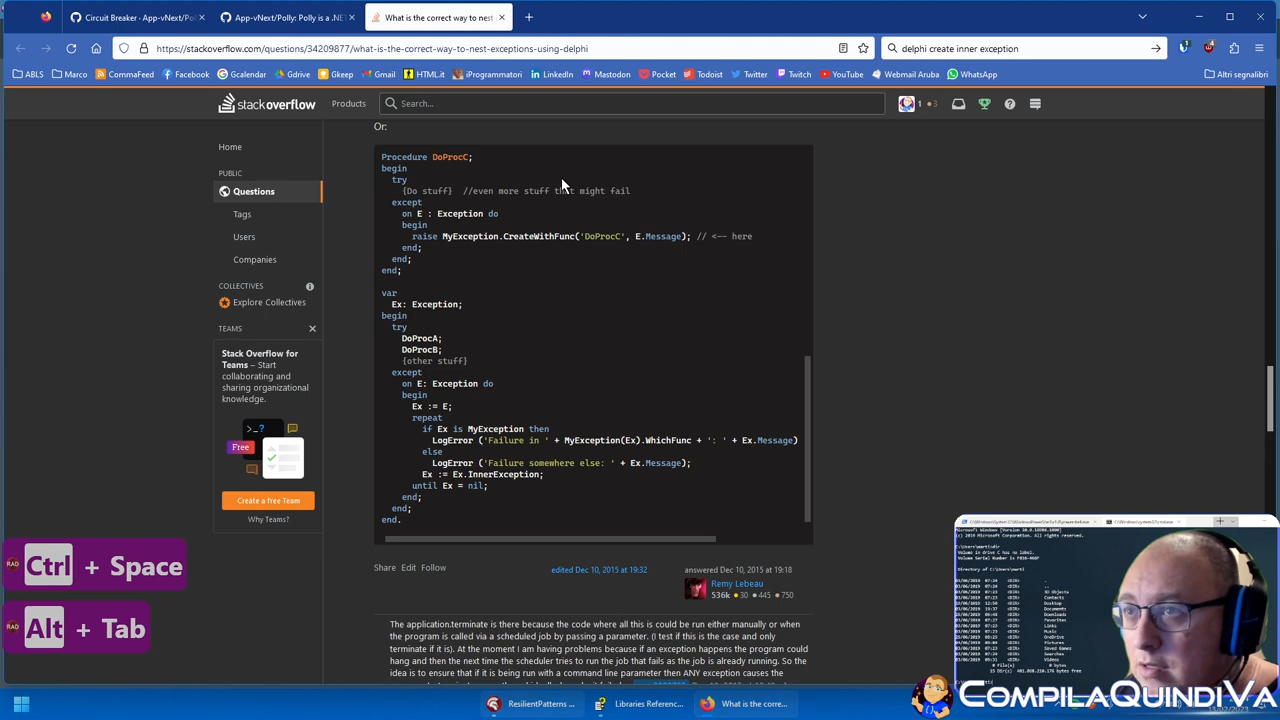 Circuit Breaker · App-vNext/Polly
App-vNext/Polly: Polly is a .NET
What is the correct way to nest
https://stackoverflow.com/questions/34209877/what-is-the-correct-way-to-nest-exceptions-using-delphi
delphi create inner exception
ABLS
Marco
CommaFeed
Facebook
Gcalendar
Gdrive
Gkeep
Gmail
HTML.it
iProgrammatori
LinkedIn
Mastodon
Pocket
Todoist
Twitter
Twitch
YouTube
Webmail Aruba
WhatsApp
Altri segnalibri
stackoverflow
Products
Search...
1
3
Home
PUBLIC
Questions
Tags
Users
Companies
COLLECTIVES
Explore Collectives
TEAMS
Stack Overflow for
Teams – Start
collaborating and
sharing organizational
knowledge.
>_?
Free
Create a free Team
Why Teams?
Or:
Procedure DoProcC;
begin
try
{Do stuff} //even more stuff that might fail
except
on E : Exception do
begin
raise MyException.CreateWithFunc('DoProcC', E.Message); // <-- here
end;
end;
end;
var
Ex: Exception;
begin
try
DoProcA;
DoProcB;
{other stuff}
except
on E: Exception do
begin
Ex := E;
repeat
if Ex is MyException then
LogError ('Failure in ' + MyException(Ex).WhichFunc + ': ' + Ex.Message)
else
LogError ('Failure somewhere else: ' + Ex.Message);
Ex := Ex.InnerException;
until Ex = nil;
end;
end;
end.
Share Edit Follow
edited Dec 10, 2015 at 19:32
answered Dec 10, 2015 at 19:18
Remy Lebeau
536k 30 445 750
The application.terminate is there because the code where all this is could be run either manually or when
the program is called via a scheduled job by passing a parameter. (I test if this is the case and only
terminate if it is). At the moment I am having problems because if an exception happens the program could
hang and then the next time the scheduler tries to run the job that fails as the job is already running. So the
idea is to ensure that if it is being run with a command line parameter then ANY exception causes the
Ctrl + Space
Alt + Tab
ResilientPatterns ...
Libraries Referenc...
What is the corre...
CompilaQuindiVa